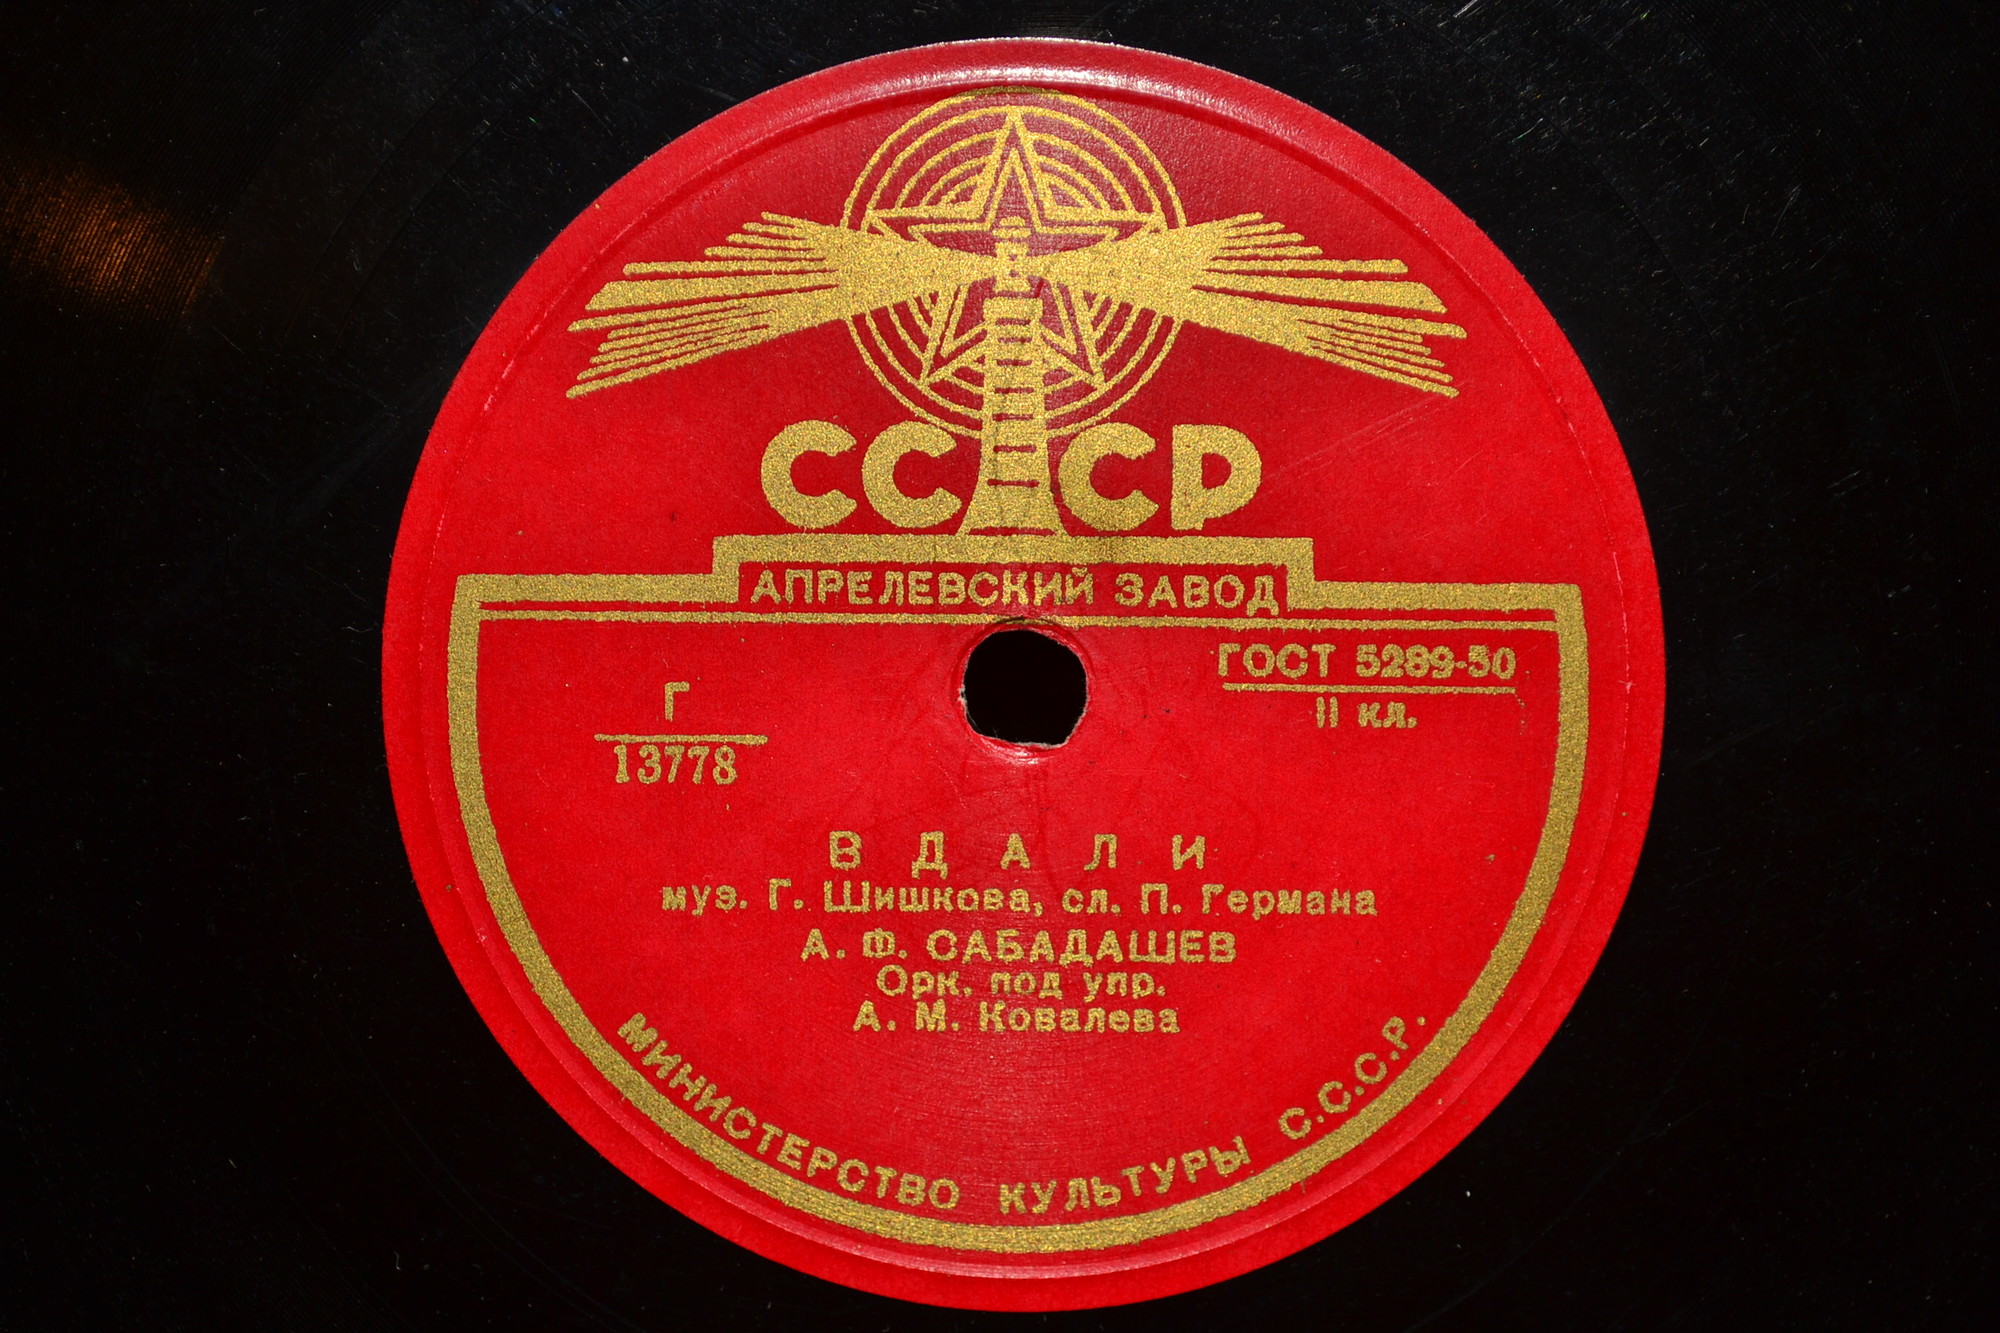 СССР
АПРЕЛЕВСКИЙ ЗАВОД
ГОСТ 5289-50
II кл.
Г
13778
ВДАЛИ
муз. Г. Шишкова, сл. П. Германа
А. Ф. САБАДАШЕВ
Орк. под упр.
А. М. Ковалева
МИНИСТЕРСТВО КУЛЬТУРЫ С.С.С.Р.